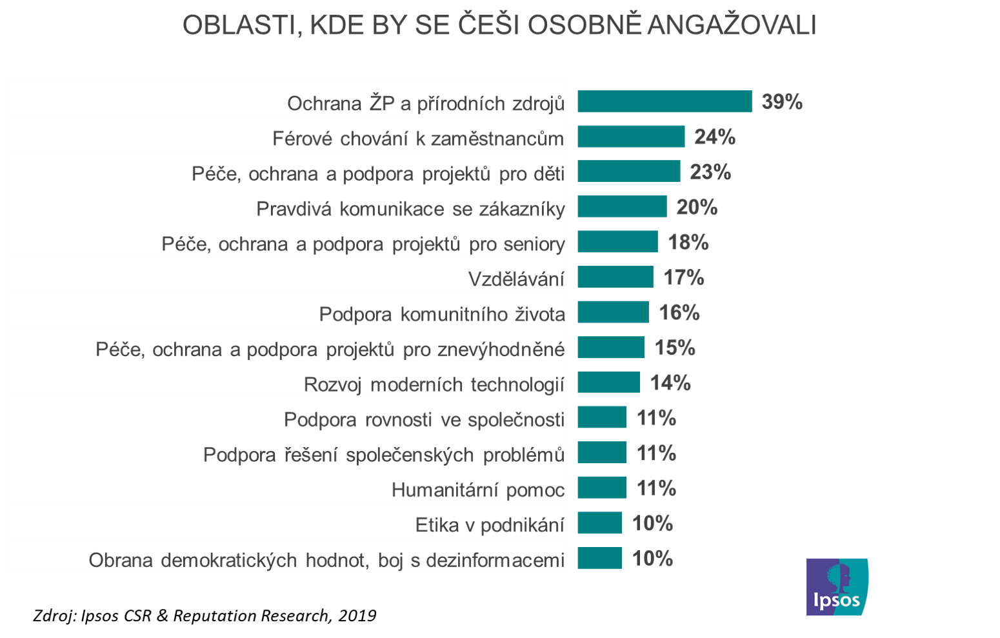 OBLASTI, KDE BY SE ČEŠI OSOBNĚ ANGAŽOVALI
Ochrana ŽP a přírodních zdrojů 39%
Férové chování k zaměstnancům 24%
Péče, ochrana a podpora projektů pro děti 23%
Pravdivá komunikace se zákazníky 20%
Péče, ochrana a podpora projektů pro seniory 18%
Vzdělávání 17%
Podpora komunitního života 16%
Péče, ochrana a podpora projektů pro znevýhodněné 15%
Rozvoj moderních technologií 14%
Podpora rovnosti ve společnosti 11%
Podpora řešení společenských problémů 11%
Humanitární pomoc 11%
Etika v podnikání 10%
Obrana demokratických hodnot, boj s dezinformacemi 10%
Ipsos
Zdroj: Ipsos CSR & Reputation Research, 2019